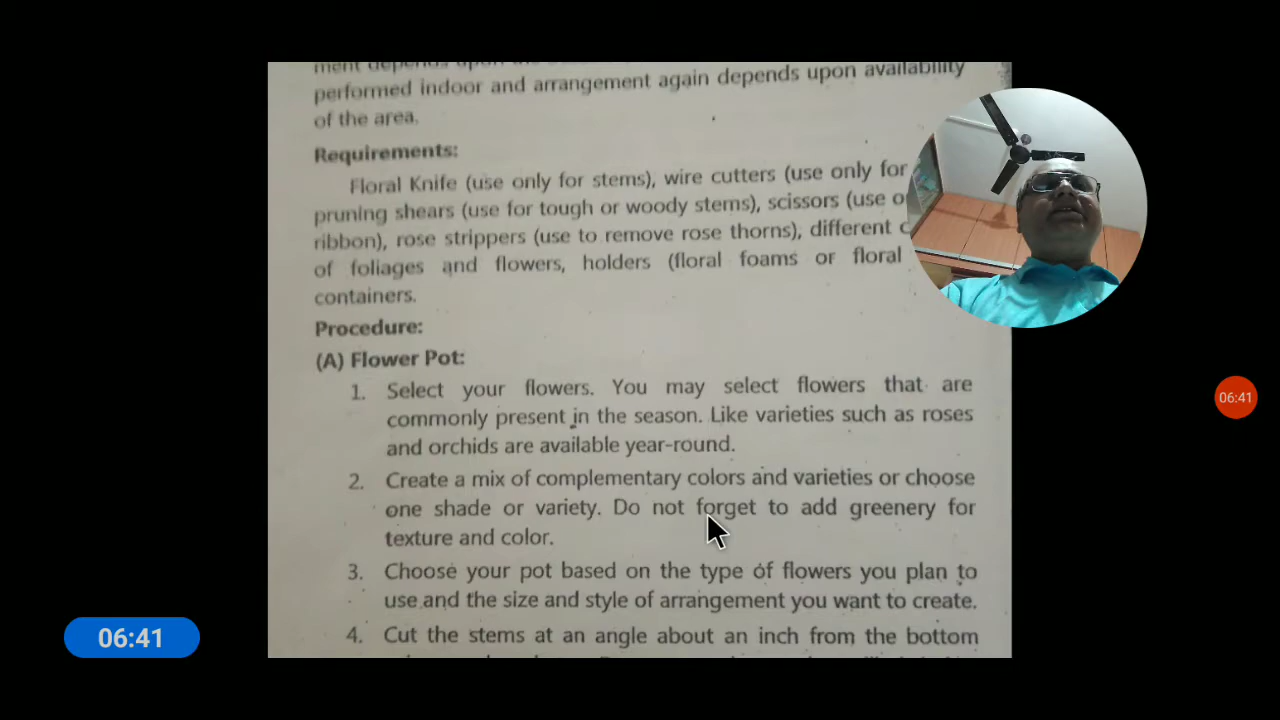 performed indoor and arrangement again depends upon availability
of the area.
Requirements:
Floral Knife (use only for stems), wire cutters (use only for
pruning shears (use for tough or woody stems), scissors (use
ribbon), rose strippers (use to remove rose thorns), different
of foliages and flowers, holders (floral foams or floral
containers.
Procedure:
(A) Flower Pot:
1. Select your flowers. You may select flowers that are
commonly present in the season. Like varieties such as roses
and orchids are available year-round.
2. Create a mix of complementary colors and varieties or choose
one shade or variety. Do not forget to add greenery for
texture and color.
3. Choose your pot based on the type of flowers you plan to
use and the size and style of arrangement you want to create.
4. Cut the stems at an angle about an inch from the bottom
06:41
06:41